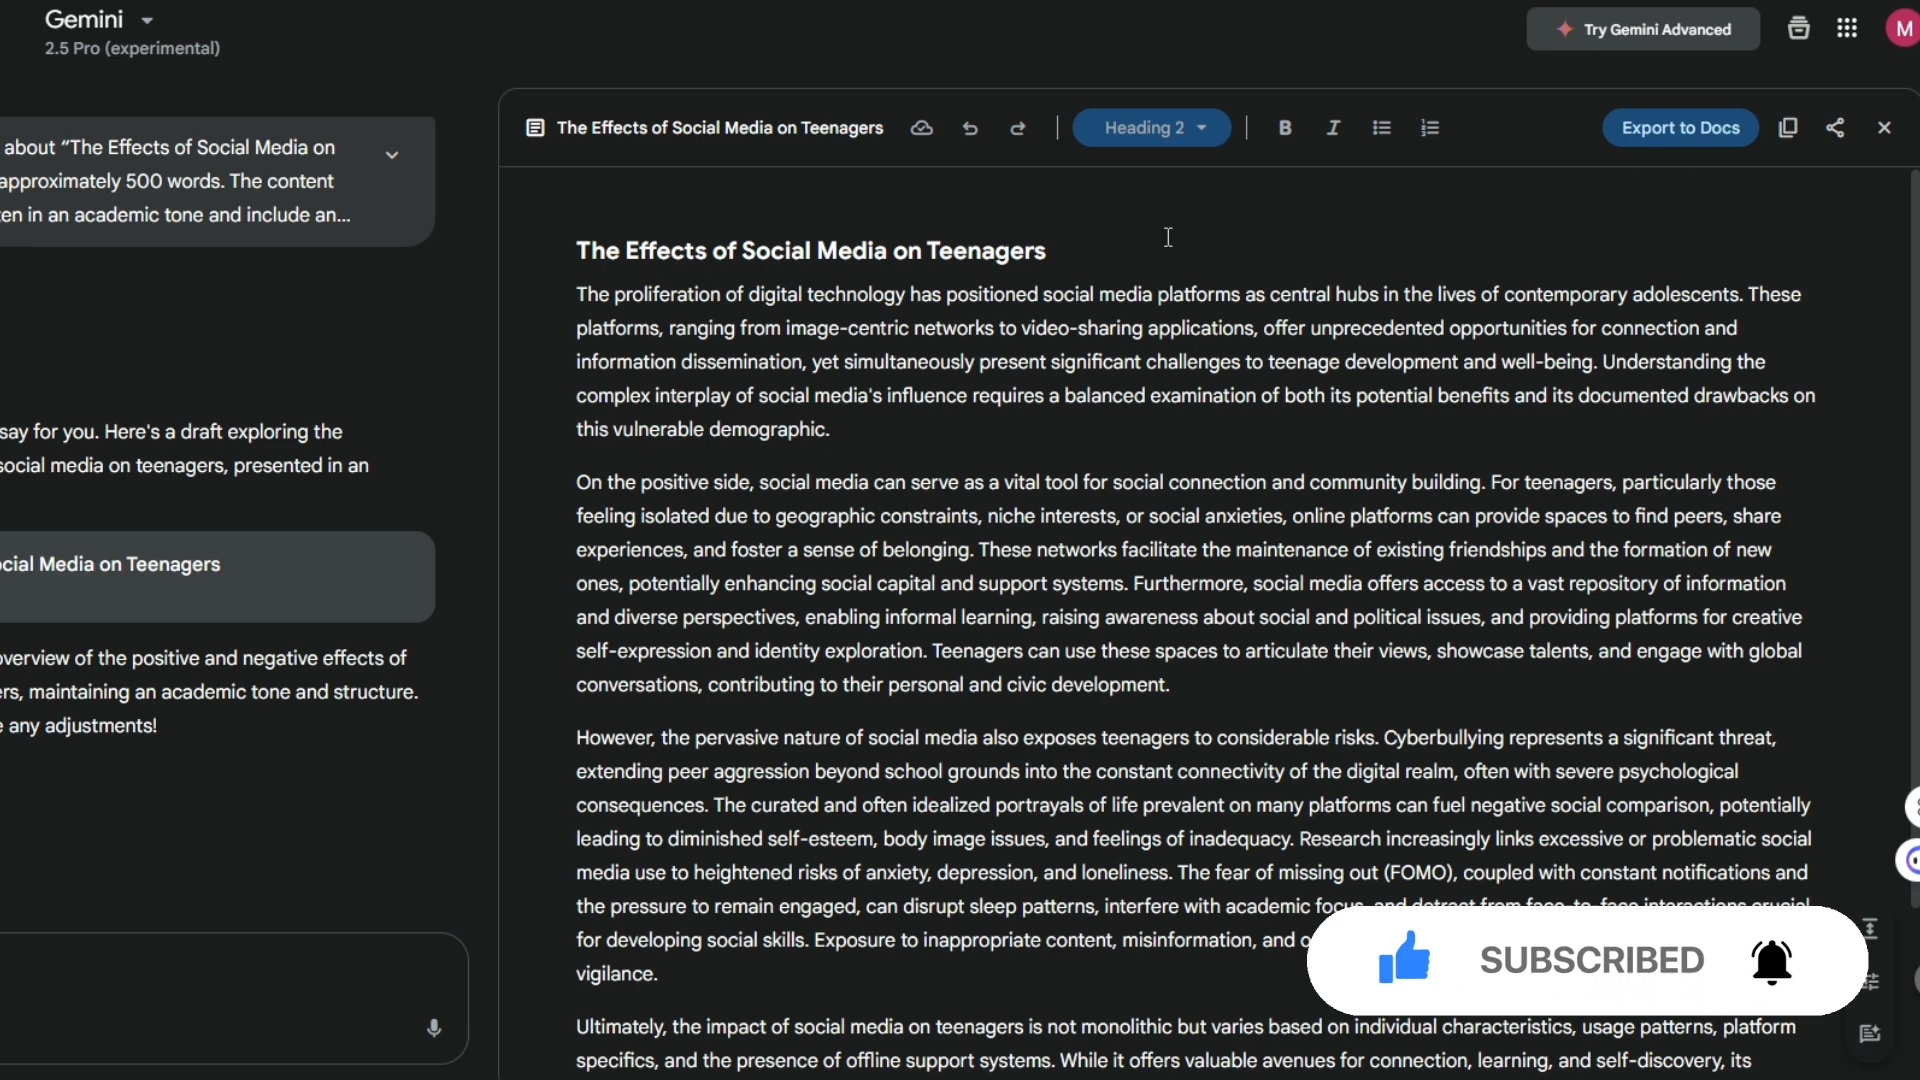 Gemini
2.5 Pro (experimental)
Try Gemini Advanced
M
about “The Effects of Social Media on
approximately 500 words. The content
ten in an academic tone and include an...
say for you. Here's a draft exploring the
social media on teenagers, presented in an
ocial Media on Teenagers
overview of the positive and negative effects of
ers, maintaining an academic tone and structure.
e any adjustments!
The Effects of Social Media on Teenagers
Heading 2
B
I
Export to Docs
The Effects of Social Media on Teenagers
The proliferation of digital technology has positioned social media platforms as central hubs in the lives of contemporary adolescents. These
platforms, ranging from image-centric networks to video-sharing applications, offer unprecedented opportunities for connection and
information dissemination, yet simultaneously present significant challenges to teenage development and well-being. Understanding the
complex interplay of social media's influence requires a balanced examination of both its potential benefits and its documented drawbacks on
this vulnerable demographic.
On the positive side, social media can serve as a vital tool for social connection and community building. For teenagers, particularly those
feeling isolated due to geographic constraints, niche interests, or social anxieties, online platforms can provide spaces to find peers, share
experiences, and foster a sense of belonging. These networks facilitate the maintenance of existing friendships and the formation of new
ones, potentially enhancing social capital and support systems. Furthermore, social media offers access to a vast repository of information
and diverse perspectives, enabling informal learning, raising awareness about social and political issues, and providing platforms for creative
self-expression and identity exploration. Teenagers can use these spaces to articulate their views, showcase talents, and engage with global
conversations, contributing to their personal and civic development.
However, the pervasive nature of social media also exposes teenagers to considerable risks. Cyberbullying represents a significant threat,
extending peer aggression beyond school grounds into the constant connectivity of the digital realm, often with severe psychological
consequences. The curated and often idealized portrayals of life prevalent on many platforms can fuel negative social comparison, potentially
leading to diminished self-esteem, body image issues, and feelings of inadequacy. Research increasingly links excessive or problematic social
media use to heightened risks of anxiety, depression, and loneliness. The fear of missing out (FOMO), coupled with constant notifications and
the pressure to remain engaged, can disrupt sleep patterns, interfere with academic focus, and detract from face-to-face interactions crucial
for developing social skills. Exposure to inappropriate content, misinformation, and
vigilance.
Ultimately, the impact of social media on teenagers is not monolithic but varies based on individual characteristics, usage patterns, platform
specifics, and the presence of offline support systems. While it offers valuable avenues for connection, learning, and self-discovery, its
SUBSCRIBED